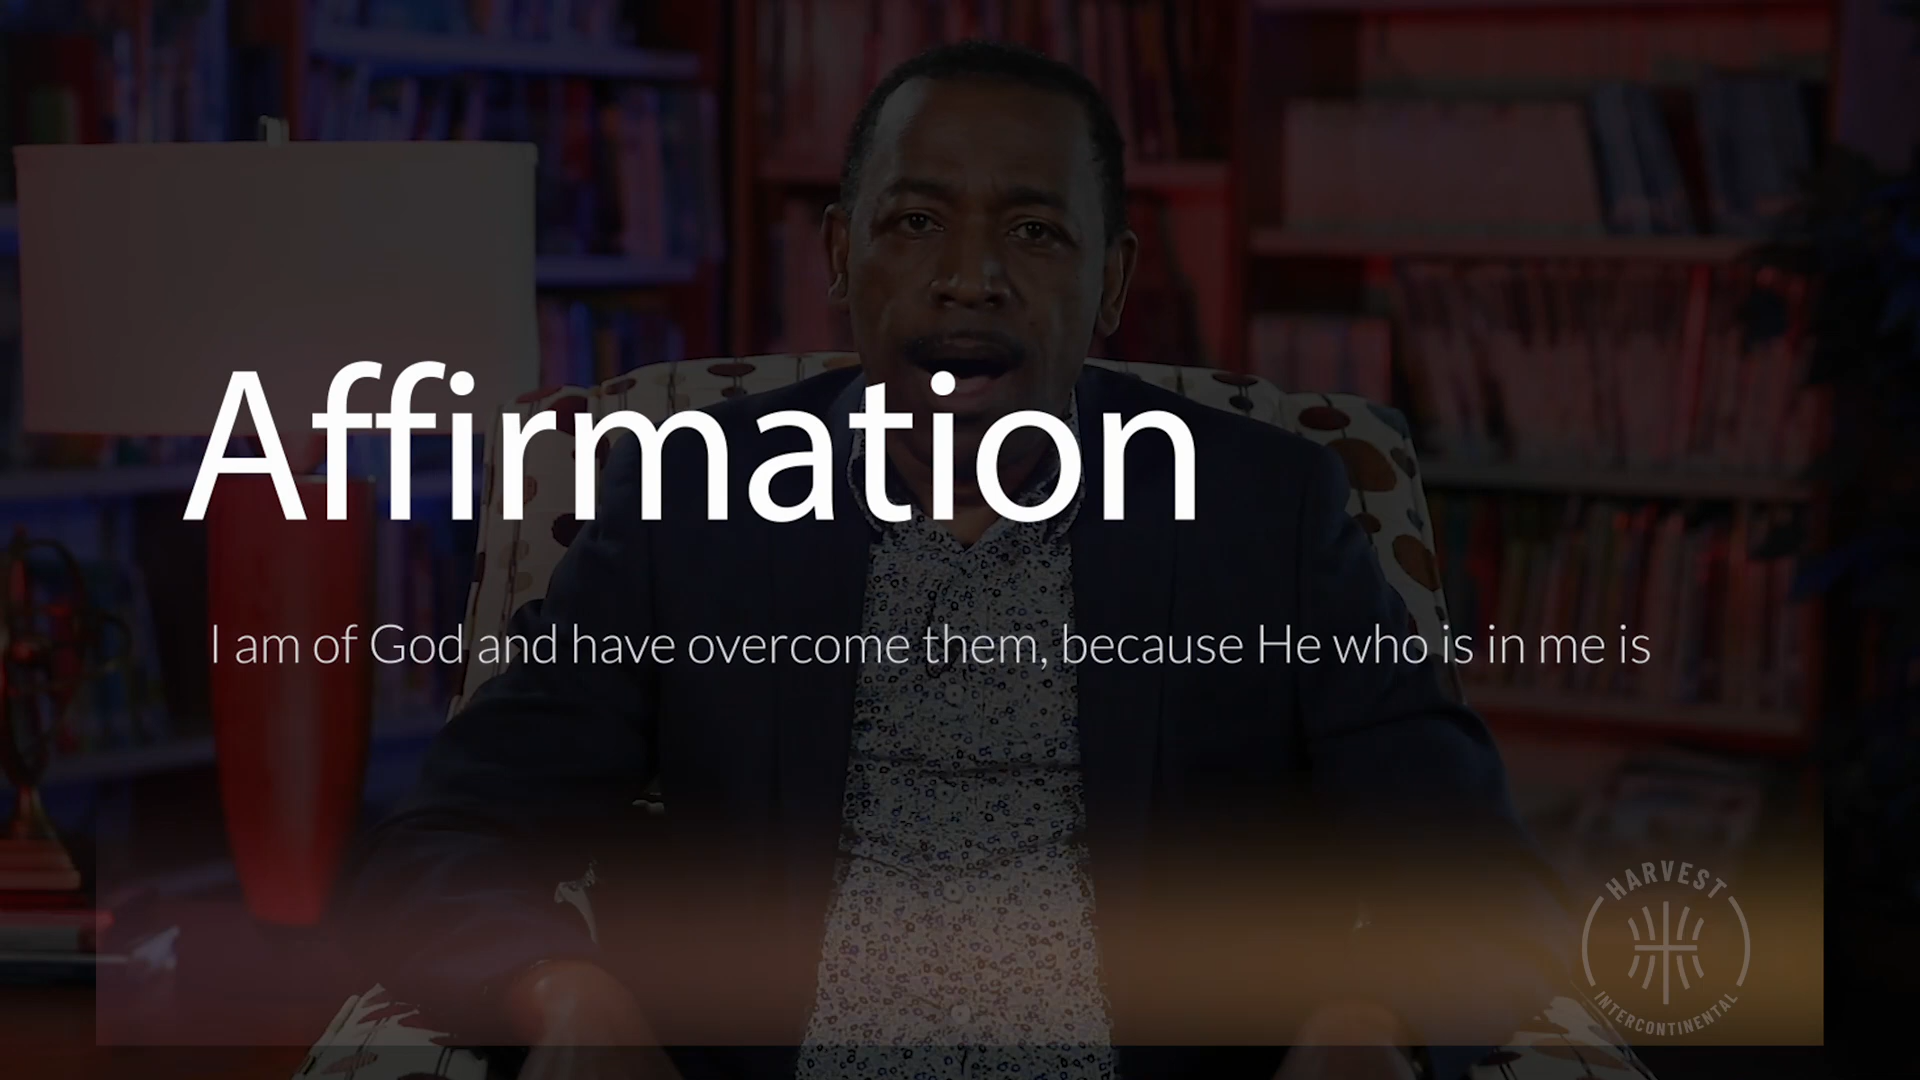 Affirmation
I am of God and have overcome them, because He who is in me is
HARVEST
INTERCONTINENTAL